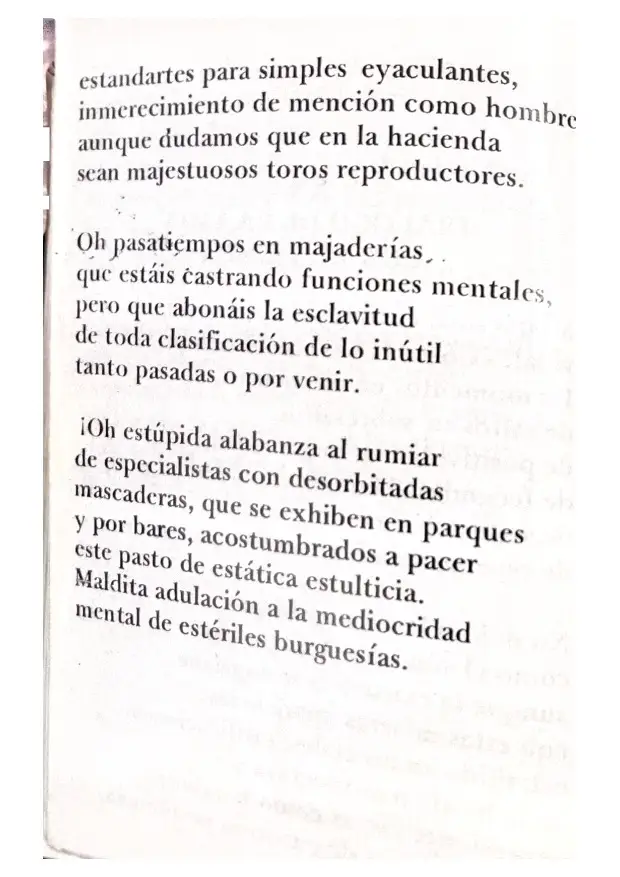 estandartes para simples eyaculantes,
inmerecimiento de mención como hombre
aunque dudamos que en la hacienda
sean majestuosos toros reproductores.

Oh pasatiempos en majaderías,
que estáis castrando funciones mentales,
pero que abonáis la esclavitud
de toda clasificación de lo inútil
tanto pasadas o por venir.

¡Oh estúpida alabanza al rumiar
de especialistas con desorbitadas
mascaderas, que se exhiben en parques
y por bares, acostumbrados a pacer
este pasto de estática estulticia.
Maldita adulación a la mediocridad
mental de estériles burguesías.